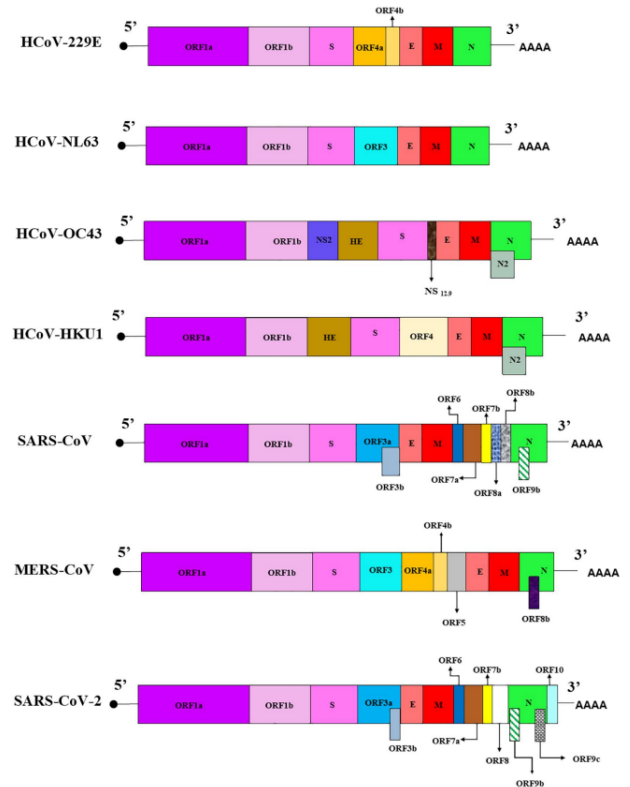 ORF4b
5’ 3’
HCoV-229E ORF1a ORF1b S ORF4a E M N AAAA
5’ 3’
HCoV-NL63 ORF1a ORF1b S ORF3 E M N AAAA
5’ 3’
HCoV-OC43 ORF1a ORF1b NS2 HE S E M N AAAA
N2
NS 12.9
5’ 3’
HCoV-HKU1 ORF1a ORF1b HE S ORF4 E M N AAAA
N2
ORF6 ORF7b ORF8b
5’ 3’
SARS-CoV ORF1a ORF1b S ORF3a E M N AAAA
ORF3b ORF7a ORF8a ORF9b
ORF4b
5’ 3’
MERS-CoV ORF1a ORF1b S ORF3 ORF4a E M N AAAA
ORF5 ORF8b
ORF6 ORF7b ORF10
5’ 3’
SARS-CoV-2 ORF1a ORF1b S ORF3a E M N AAAA
ORF3b ORF7a ORF8 ORF9c
ORF9b